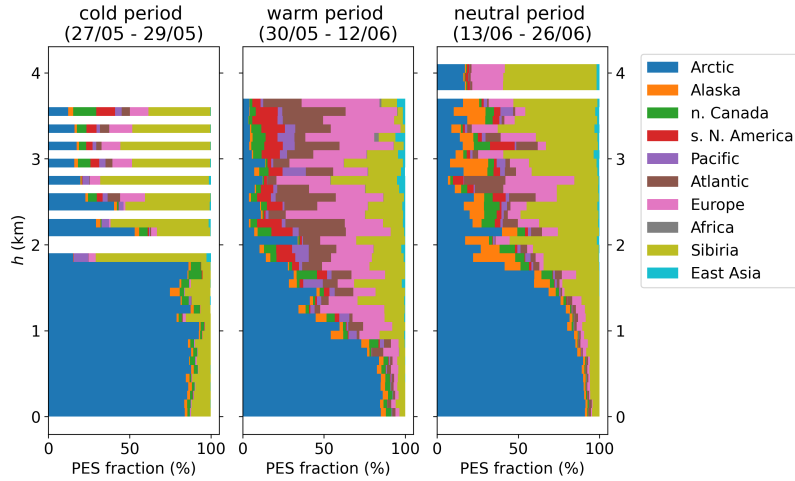 cold period
(27/05 - 29/05)
warm period
(30/05 - 12/06)
neutral period
(13/06 - 26/06)
4
3
2
1
0
h (km)
0
50
100
PES fraction (%)
0
50
100
PES fraction (%)
0
50
100
PES fraction (%)
4
3
2
1
0
Arctic
Alaska
n. Canada
s. N. America
Pacific
Atlantic
Europe
Africa
Sibiria
East Asia